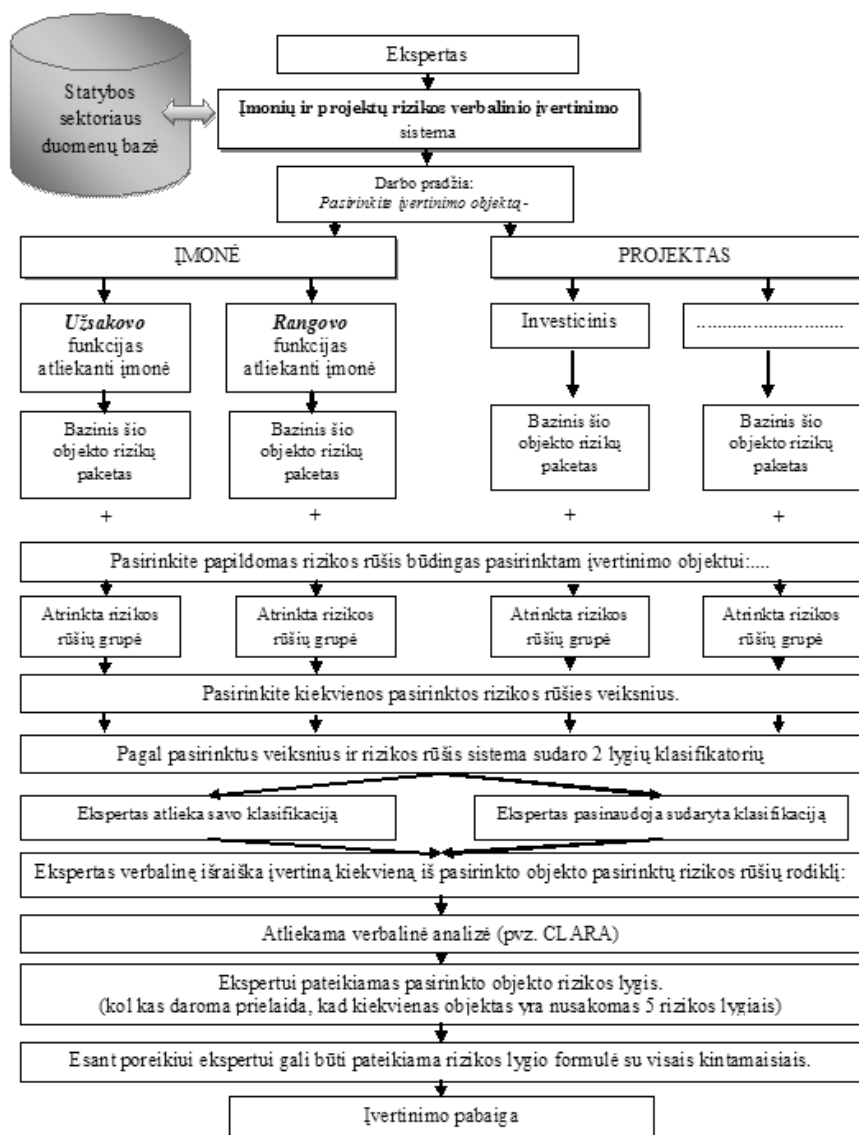 Ekspertas
Statybos
sektoriaus
duomenų bazė
Įmonių ir projektų rizikos verbalinio įvertinimo
sistema
Darbo pradžia:
Pasirinkite įvertinimo objektą-
ĮMONĖ
PROJEKTAS
Užsakovo
funkcijas
atliekanti įmonė
Rangovo
funkcijas
atliekanti įmonė
Investicinis
................................
Bazinis šio
objekto rizikų
paketas
Bazinis šio
objekto rizikų
paketas
Bazinis šio
objekto rizikų
paketas
Bazinis šio
objekto rizikų
paketas
+ + + +
Pasirinkite papildomas rizikos rūšis būdingas pasirinktam įvertinimo objektui:....
Atrinkta rizikos
rūšių grupė
Atrinkta rizikos
rūšių grupė
Atrinkta rizikos
rūšių grupė
Atrinkta rizikos
rūšių grupė
Pasirinkite kiekvienos pasirinktos rizikos rūšies veiksnius.
Pagal pasirinktus veiksnius ir rizikos rūšis sistema sudaro 2 lygių klasifikatorių
Ekspertas atlieka savo klasifikaciją
Ekspertas pasinaudoja sudaryta klasifikaciją
Ekspertas verbalinę išraiška įvertiną kiekvieną iš pasirinkto objekto pasirinktų rizikos rūšių rodiklį:
Atliekama verbalinė analizė (pvz. CLARA)
Ekspertui pateikiamas pasirinkto objekto rizikos lygis.
(kol kas daroma prielaida, kad kiekvienas objektas yra nusakomas 5 rizikos lygiais)
Esant poreikiui ekspertui gali būti pateikiama rizikos lygio formulė su visais kintamaisiais.
Įvertinimo pabaiga